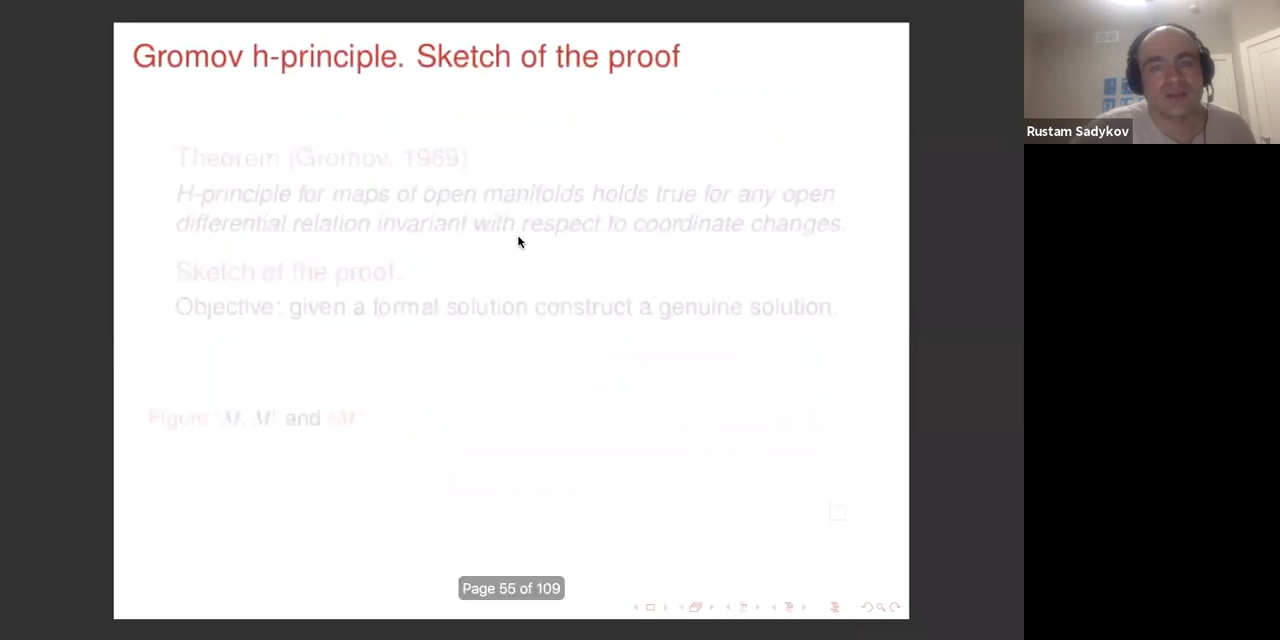 Gromov h-principle. Sketch of the proof
Rustam Sadykov
Theorem (Gromov, 1969)
H-principle for maps of open manifolds holds true for any open
differential relation invariant with respect to coordinate changes.
Sketch of the proof.
Objective: given a formal solution construct a genuine solution.
Figure: M, M' and
Page 55 of 109